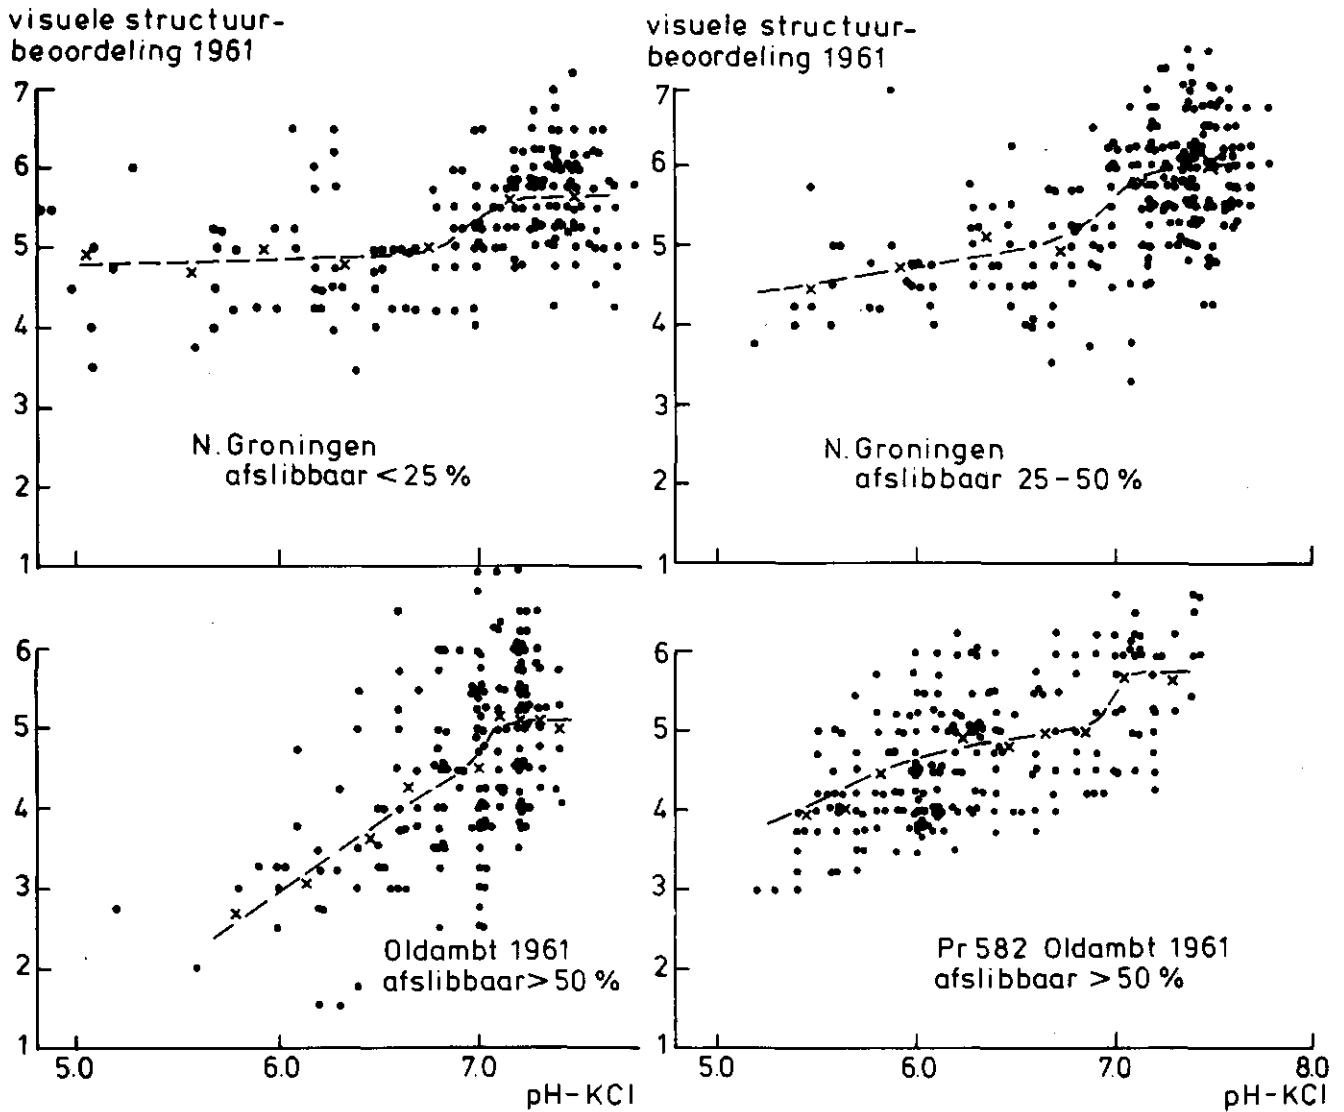 visuele structuur-
beoordeling 1961
7
6
5
4
3
2
1
N. Groningen
afslibbaar < 25 %
visuele structuur-
beoordeling 1961
7
6
5
4
3
2
1
N. Groningen
afslibbaar 25-50 %
6
5
4
3
2
1
Oldambt 1961
afslibbaar > 50 %
5.0 6.0 7.0
pH-KCl
6
5
4
3
2
1
Pr 582 Oldambt 1961
afslibbaar > 50 %
5.0 6.0 7.0 8.0
pH-KCl